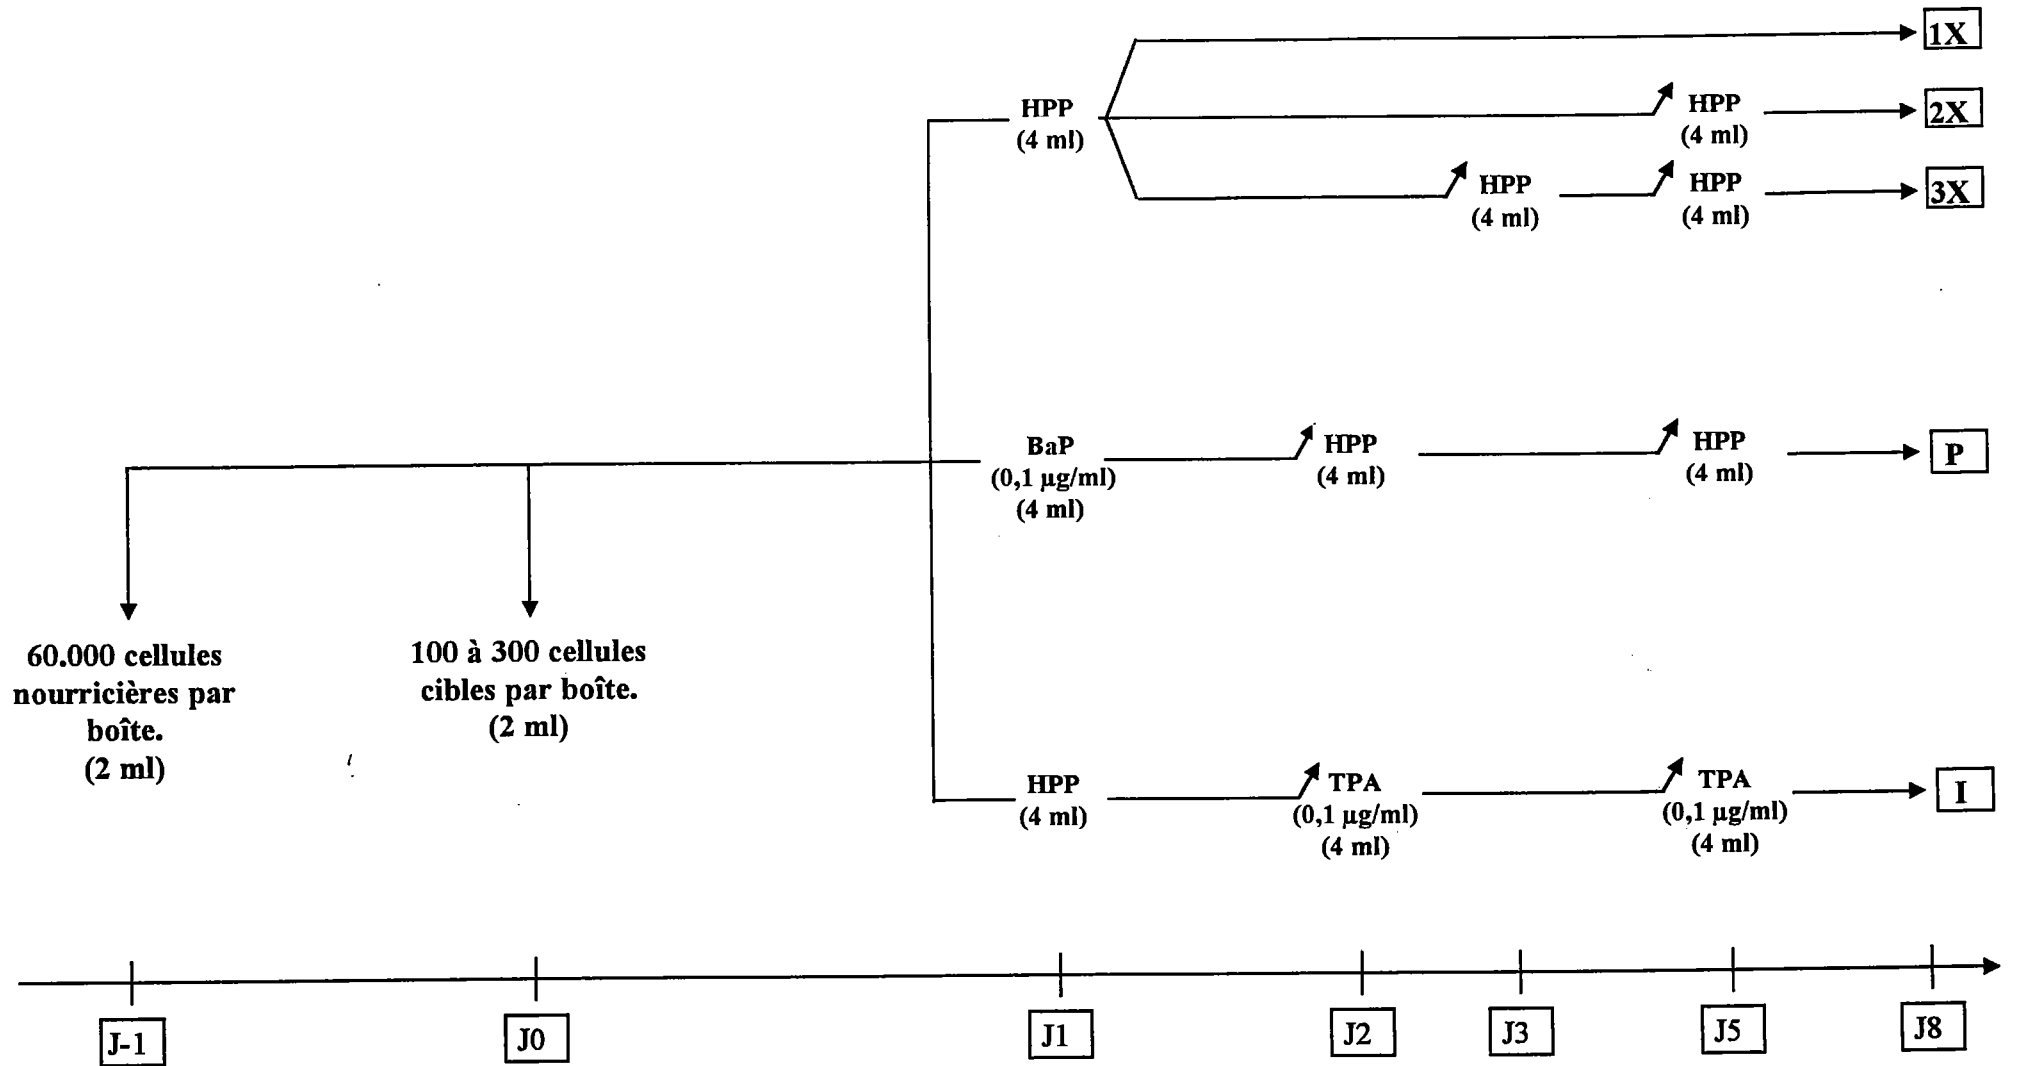 1X
HPP
(4 ml)
HPP
(4 ml)
2X
HPP
(4 ml)
HPP
(4 ml)
3X
BaP
(0,1 µg/ml)
(4 ml)
HPP
(4 ml)
HPP
(4 ml)
P
60.000 cellules
nourricières par
boîte.
(2 ml)
100 à 300 cellules
cibles par boîte.
(2 ml)
HPP
(4 ml)
TPA
(0,1 µg/ml)
(4 ml)
TPA
(0,1 µg/ml)
(4 ml)
I
J-1
J0
J1
J2
J3
J5
J8